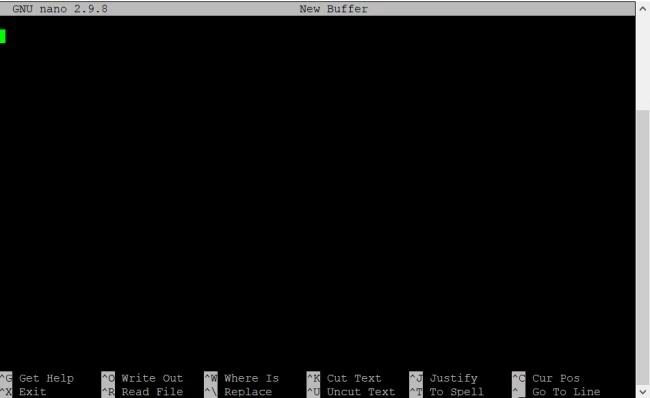 GNU nano 2.9.8 New Buffer
^G Get Help ^O Write Out ^W Where Is ^K Cut Text ^J Justify ^C Cur Pos
^X Exit ^R Read File ^\ Replace ^U Uncut Text ^T To Spell ^_ Go To Line